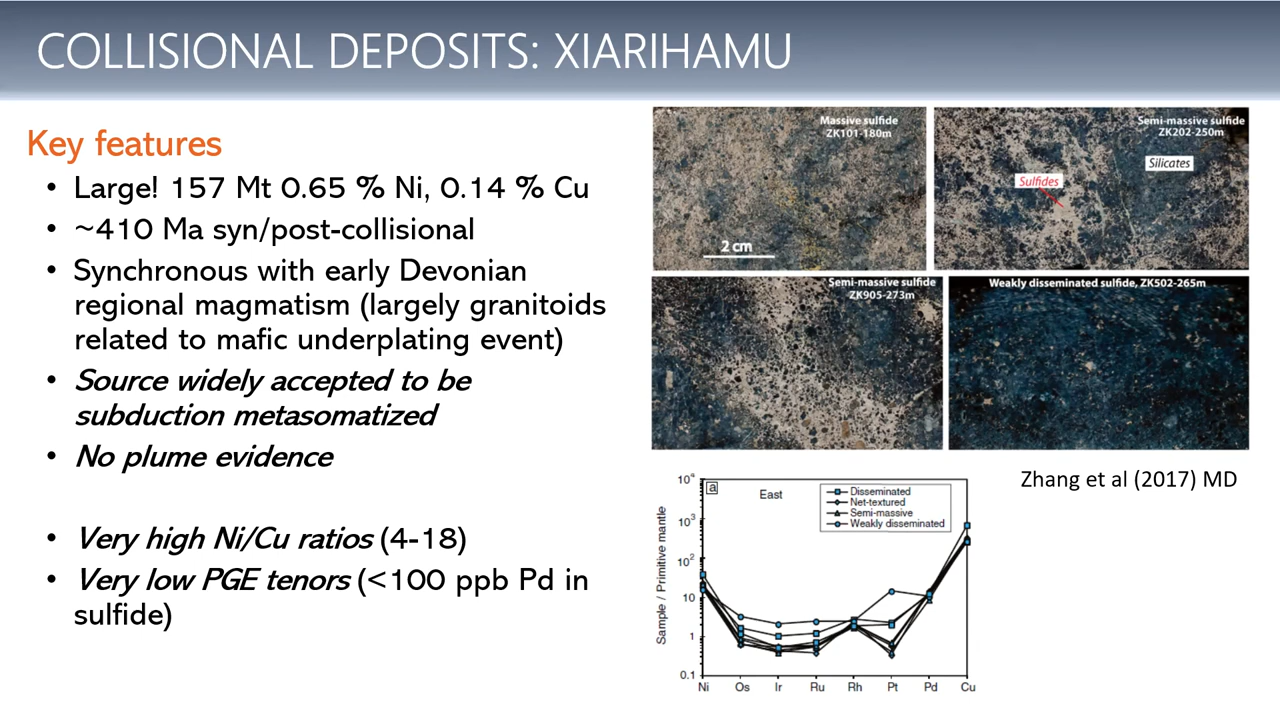 COLLISIONAL DEPOSITS: XIARIHAMU
Key features
• Large! 157 Mt 0.65 % Ni, 0.14 % Cu
• ~410 Ma syn/post-collisional
• Synchronous with early Devonian
regional magmatism (largely granitoids
related to mafic underplating event)
• Source widely accepted to be
subduction metasomatized
• No plume evidence
• Very high Ni/Cu ratios (4-18)
• Very low PGE tenors (<100 ppb Pd in
sulfide)
Massive sulfide
ZK101-180m
2 cm
Semi-massive sulfide
ZK202-250m
Silicates
Sulfides
Semi-massive sulfide
ZK905-273m
Weakly disseminated sulfide, ZK502-265m
Zhang et al (2017) MD
a
East
Disseminated
Net-textured
Semi-massive
Weakly disseminated
Sample / Primitive mantle
10⁴
10³
10²
10
1
0.1
Ni Os Ir Ru Rh Pt Pd Cu